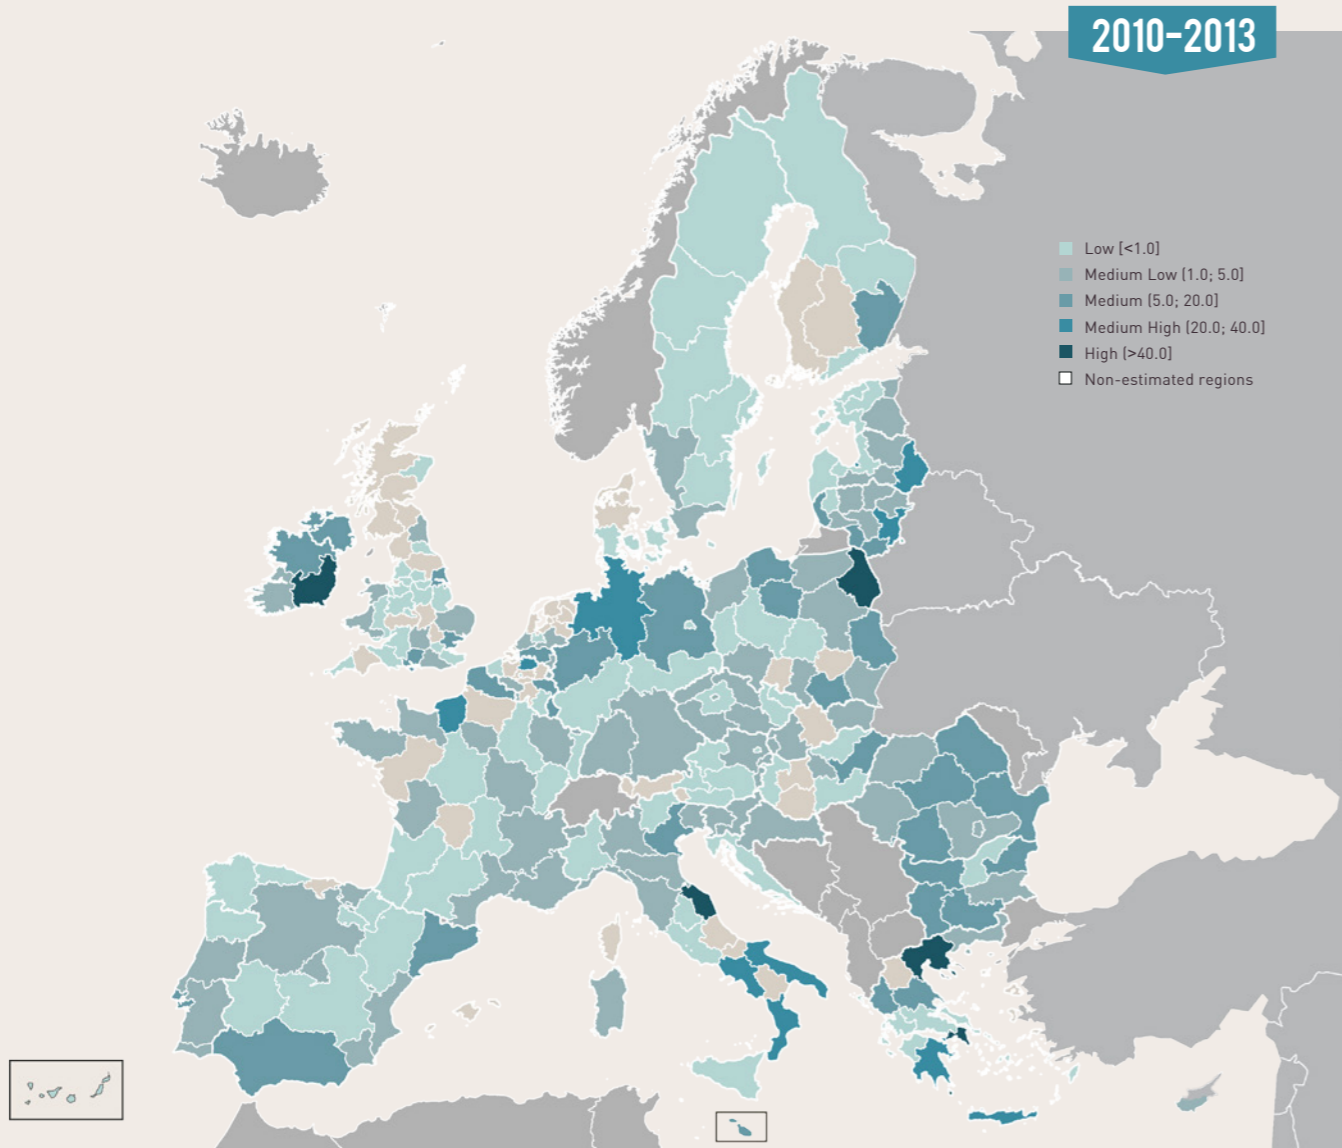 2010-2013
Low [<1.0]
Medium Low (1.0; 5.0]
Medium (5.0; 20.0]
Medium High (20.0; 40.0]
High (>40.0]
Non-estimated regions